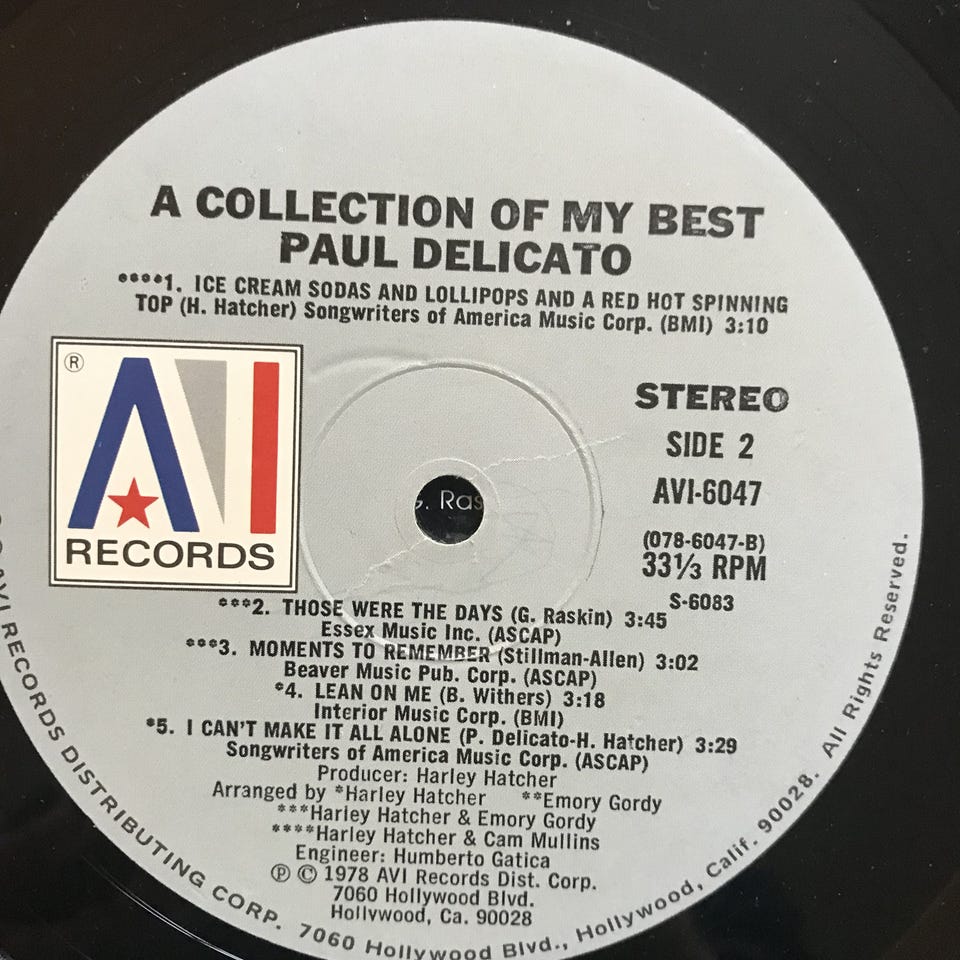 A COLLECTION OF MY BEST
PAUL DELICATO
****1. ICE CREAM SODAS AND LOLLIPOPS AND A RED HOT SPINNING
TOP (H. Hatcher) Songwriters of America Music Corp. (BMI) 3:10
®
AVI
RECORDS
STEREO
SIDE 2
AVI-6047
(078-6047-B)
33⅓ RPM
S-6083
G. Ras
***2. THOSE WERE THE DAYS (G. Raskin) 3:45
Essex Music Inc. (ASCAP)
***3. MOMENTS TO REMEMBER (Stillman-Allen) 3:02
Beaver Music Pub. Corp. (ASCAP)
*4. LEAN ON ME (B. Withers) 3:18
Interior Music Corp. (BMI)
*5. I CAN'T MAKE IT ALL ALONE (P. Delicato-H. Hatcher) 3:29
Songwriters of America Music Corp. (ASCAP)
Producer: Harley Hatcher
Arranged by *Harley Hatcher **Emory Gordy
***Harley Hatcher & Emory Gordy
****Harley Hatcher & Cam Mullins
Engineer: Humberto Gatica
Ⓟ © 1978 AVI Records Dist. Corp.
7060 Hollywood Blvd.
Hollywood, Ca. 90028
AVI RECORDS DISTRIBUTING CORP. 7060 Hollywood Blvd., Hollywood, Calif. 90028. All Rights Reserved.